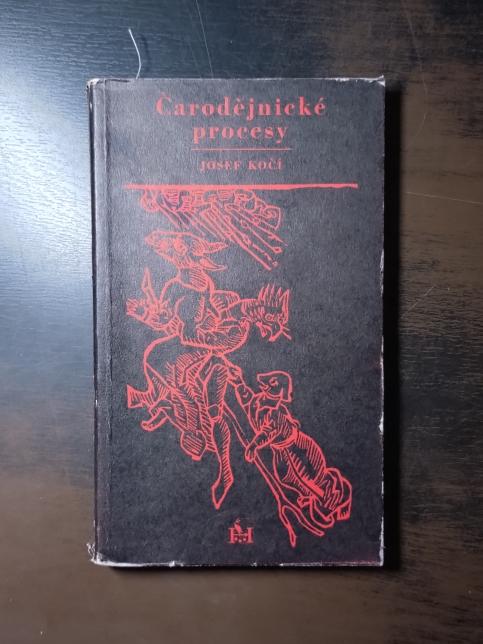 Čarodějnické
procesy
JOSEF KOČÍ
H